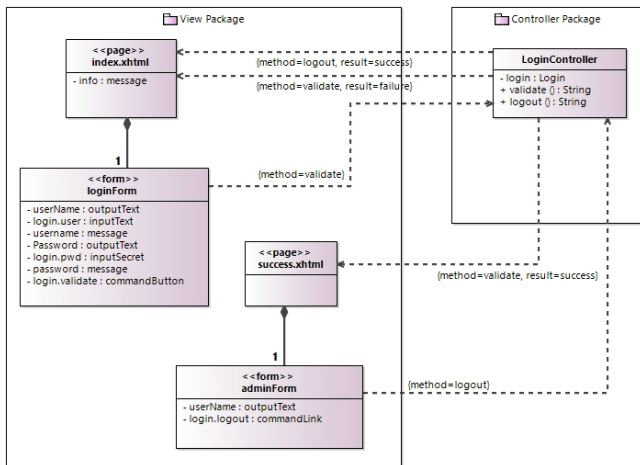 View Package
Controller Package
<<page>>
index.xhtml
- info : message
{method=logout, result=success}
{method=validate, result=failure}
LoginController
- login : Login
+ validate () : String
+ logout () : String
1
{method=validate}
<<form>>
loginForm
- userName : outputText
- login.user : inputText
- username : message
- Password : outputText
- login.pwd : inputSecret
- password : message
- login.validate : commandButton
<<page>>
success.xhtml
{method=validate, result=success}
1
<<form>>
adminForm
- userName : outputText
- login.logout : commandLink
{method=logout}